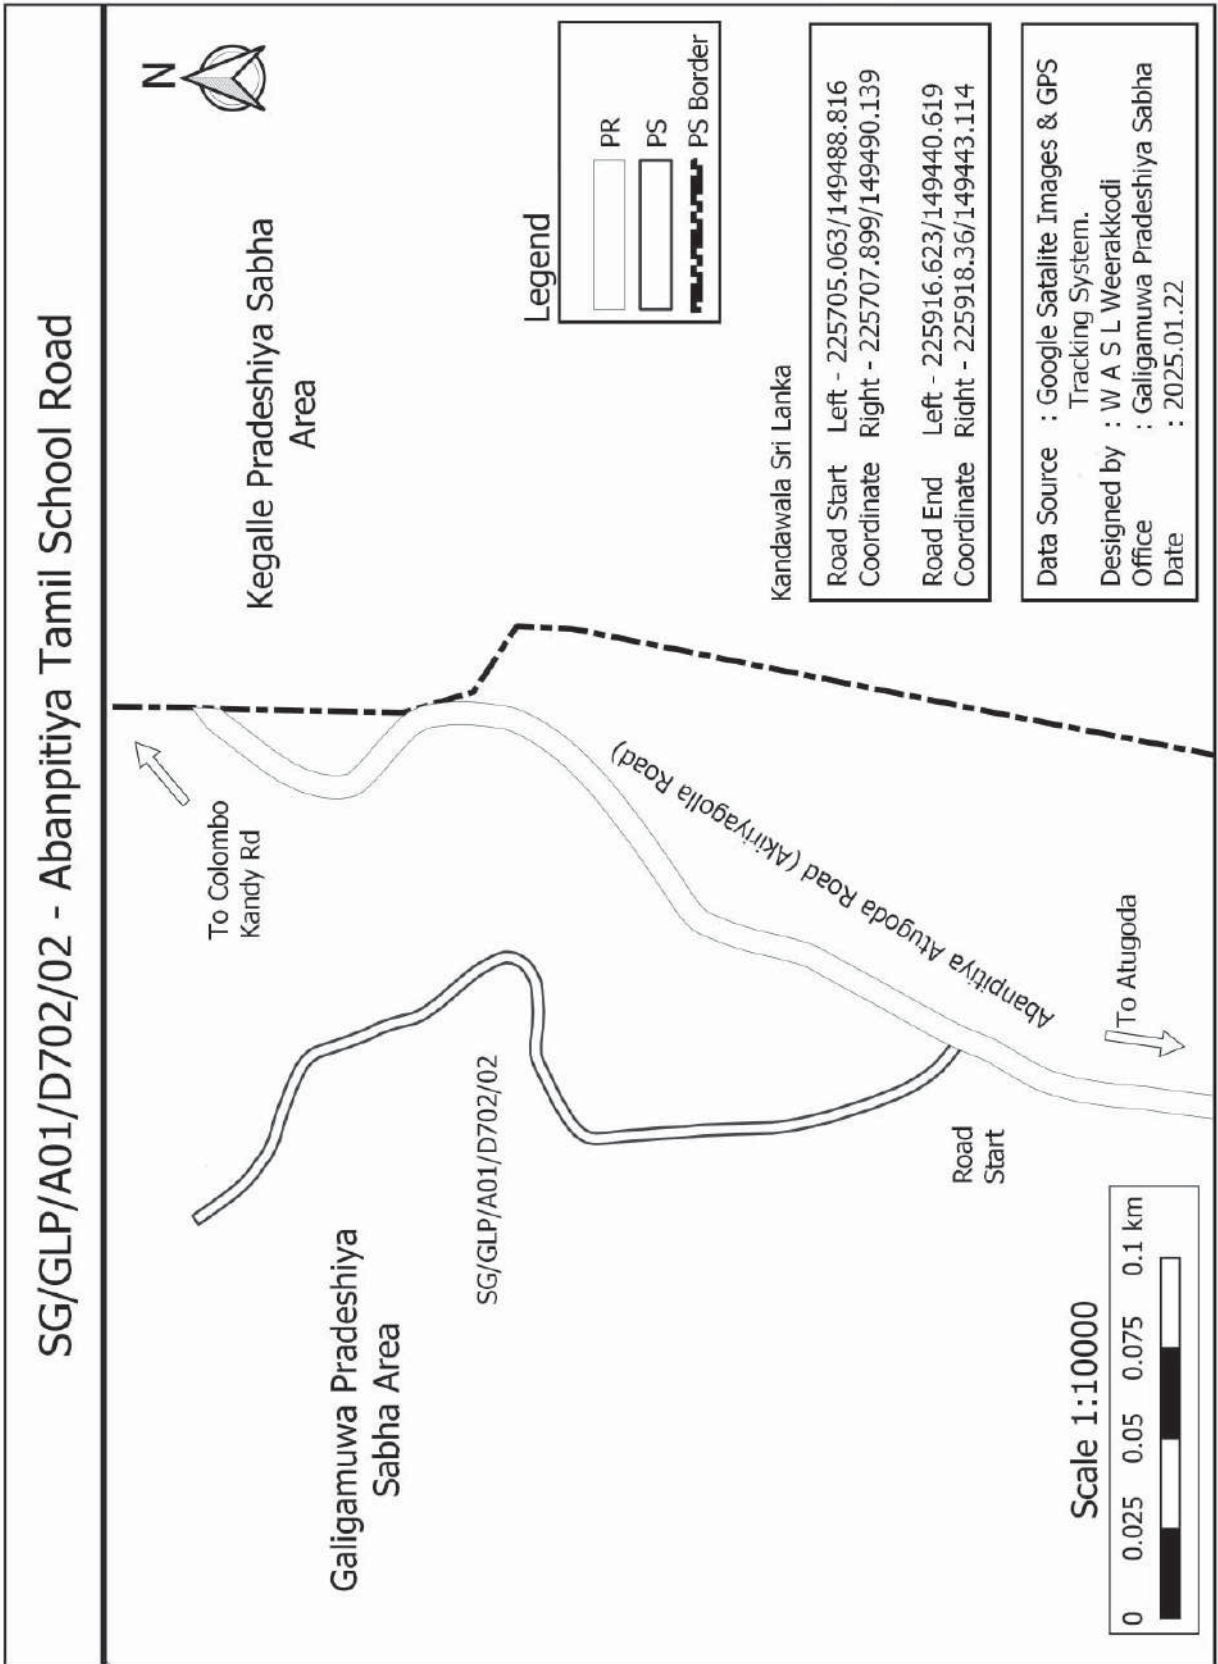 SG/GLP/A01/D702/02 - Abanpitiya Tamil School Road
N
Kegalle Pradeshiya Sabha
Area
To Colombo
Kandy Rd
Galigamuwa Pradeshiya
Sabha Area
SG/GLP/A01/D702/02
Abanpitiya Atugoda Road (Akiriyagolla Road)
Road
Start
To Atugoda
Legend
PR
PS
PS Border
Kandawala Sri Lanka
Road Start Left - 225705.063/149488.816
Coordinate Right - 225707.899/149490.139
Road End Left - 225916.623/149440.619
Coordinate Right - 225918.36/149443.114
Data Source : Google Satalite Images & GPS
Tracking System.
Designed by : W A S L Weerakkodi
Office : Galigamuwa Pradeshiya Sabha
Date : 2025.01.22
Scale 1:10000
0 0.025 0.05 0.075 0.1 km